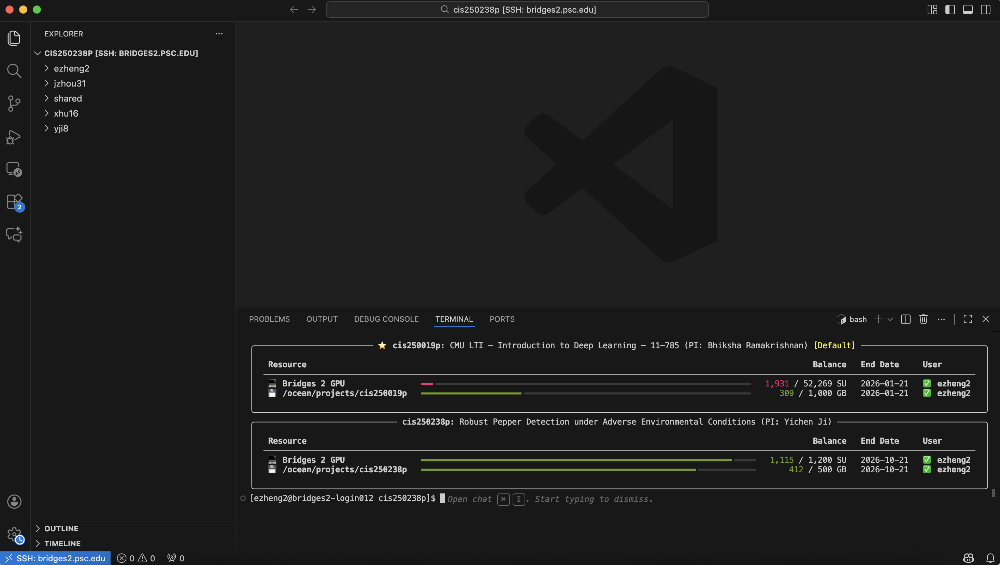 cis250238p [SSH: bridges2.psc.edu]
EXPLORER
CIS250238P [SSH: BRIDGES2.PSC.EDU]
ezheng2
jzhou31
shared
xhu16
yji8
2
OUTLINE
TIMELINE
PROBLEMS OUTPUT DEBUG CONSOLE TERMINAL PORTS
bash
cis250019p: CMU LTI – Introduction to Deep Learning – 11-785 (PI: Bhiksha Ramakrishnan) [Default]
Resource Balance End Date User
Bridges 2 GPU 1,931 / 52,269 SU 2026-01-21 ezheng2
/ocean/projects/cis250019p 309 / 1,000 GB 2026-01-21 ezheng2
cis250238p: Robust Pepper Detection under Adverse Environmental Conditions (PI: Yichen Ji)
Resource Balance End Date User
Bridges 2 GPU 1,115 / 1,200 SU 2026-10-21 ezheng2
/ocean/projects/cis250238p 412 / 500 GB 2026-10-21 ezheng2
[ezheng2@bridges2-login012 cis250238p]$ Open chat ⌘ I. Start typing to dismiss.
SSH: bridges2.psc.edu 0 0 0